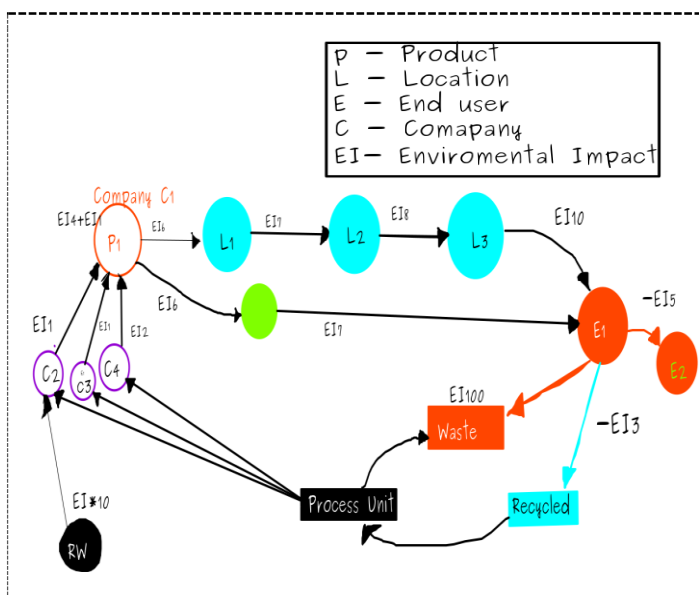 P — Product
L — Location
E — End user
C — Comapany
EI— Enviromental Impact
Company C1
EI4+EI1
P1
EI6
L1
EI7
L2
EI8
L3
EI10
EI6
EI7
E1
-EI5
E2
EI1
EI1
EI2
C2
C3
C4
EI100
Waste
-EI3
EI*10
Process Unit
Recycled
RW